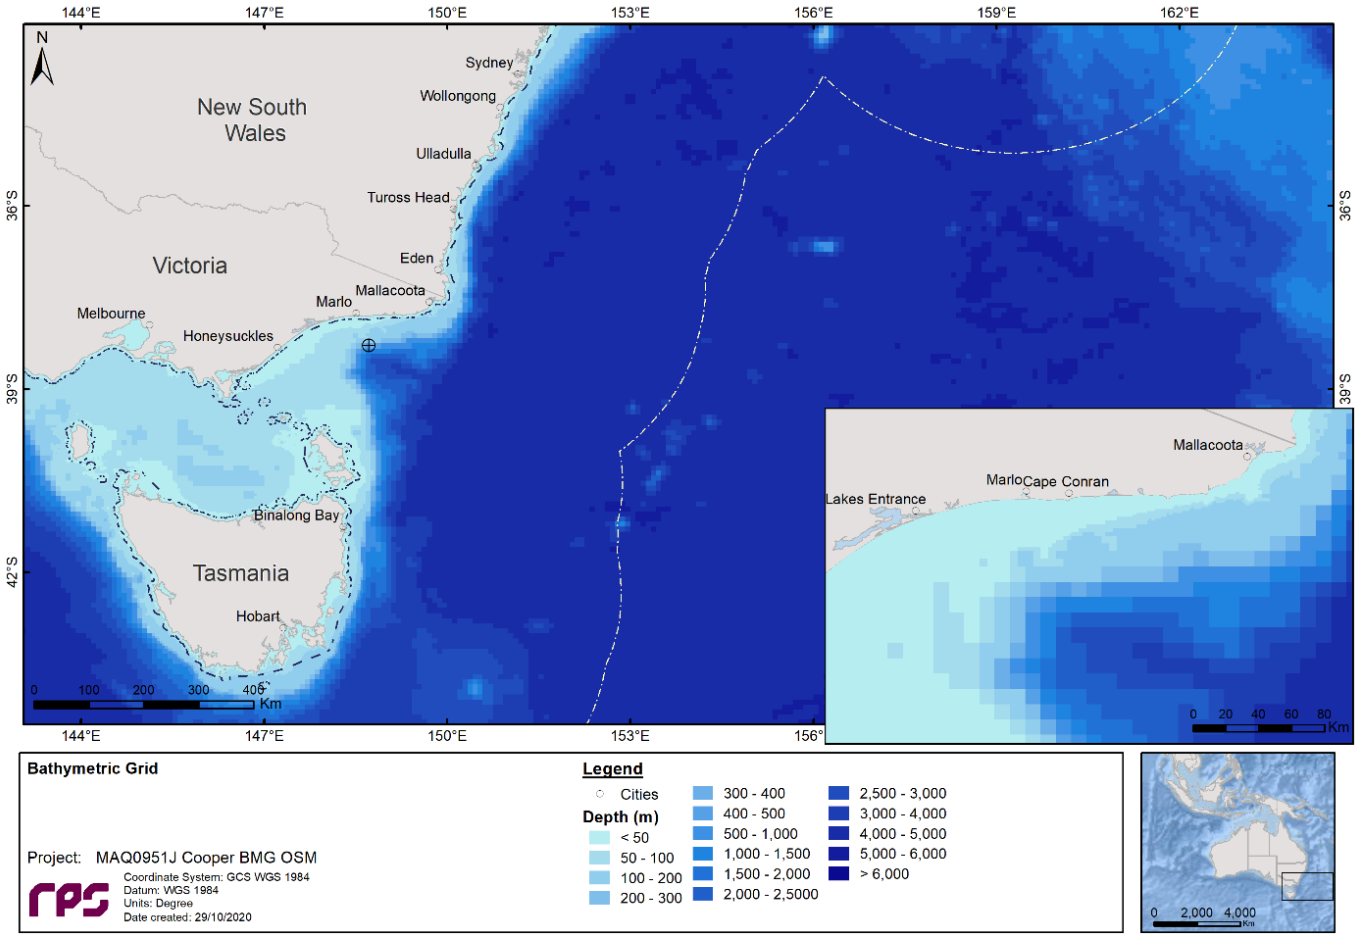 144°E 147°E 150°E 153°E 156°E 159°E 162°E
N
Sydney
Wollongong
New South
Wales
Ulladulla
Tuross Head
36°S
36°S
Eden
Victoria
Mallacoota
Marlo
Melbourne
Honeysuckles
39°S
39°S
Mallacoota
Marlo Cape Conran
Lakes Entrance
Binalong Bay
42°S
Tasmania
Hobart
0 100 200 300 400
Km
0 20 40 60 80
Km
144°E 147°E 150°E 153°E 156°
Bathymetric Grid
Project: MAQ0951J Cooper BMG OSM
rps
Coordinate System: GCS WGS 1984
Datum: WGS 1984
Units: Degree
Date created: 29/10/2020
Legend
Cities
Depth (m)
< 50
50 - 100
100 - 200
200 - 300
300 - 400
400 - 500
500 - 1,000
1,000 - 1,500
1,500 - 2,000
2,000 - 2,5000
2,500 - 3,000
3,000 - 4,000
4,000 - 5,000
5,000 - 6,000
> 6,000
0 2,000 4,000
Km